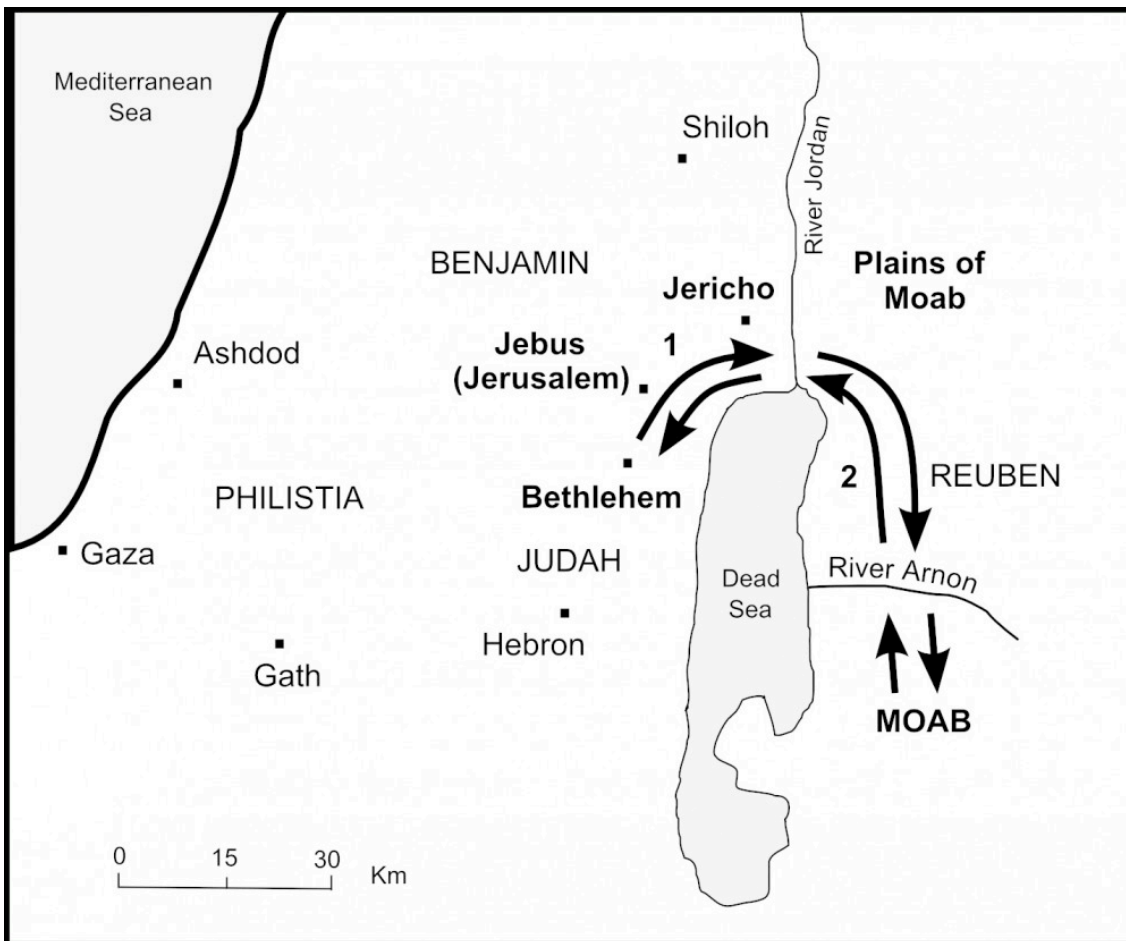 Mediterranean
Sea
Shiloh
River Jordan
BENJAMIN
Plains of
Moab
Jericho
Jebus
(Jerusalem)
1
Ashdod
PHILISTIA
Bethlehem
2
REUBEN
Gaza
JUDAH
River Arnon
Dead
Sea
Hebron
Gath
MOAB
0 15 30
Km